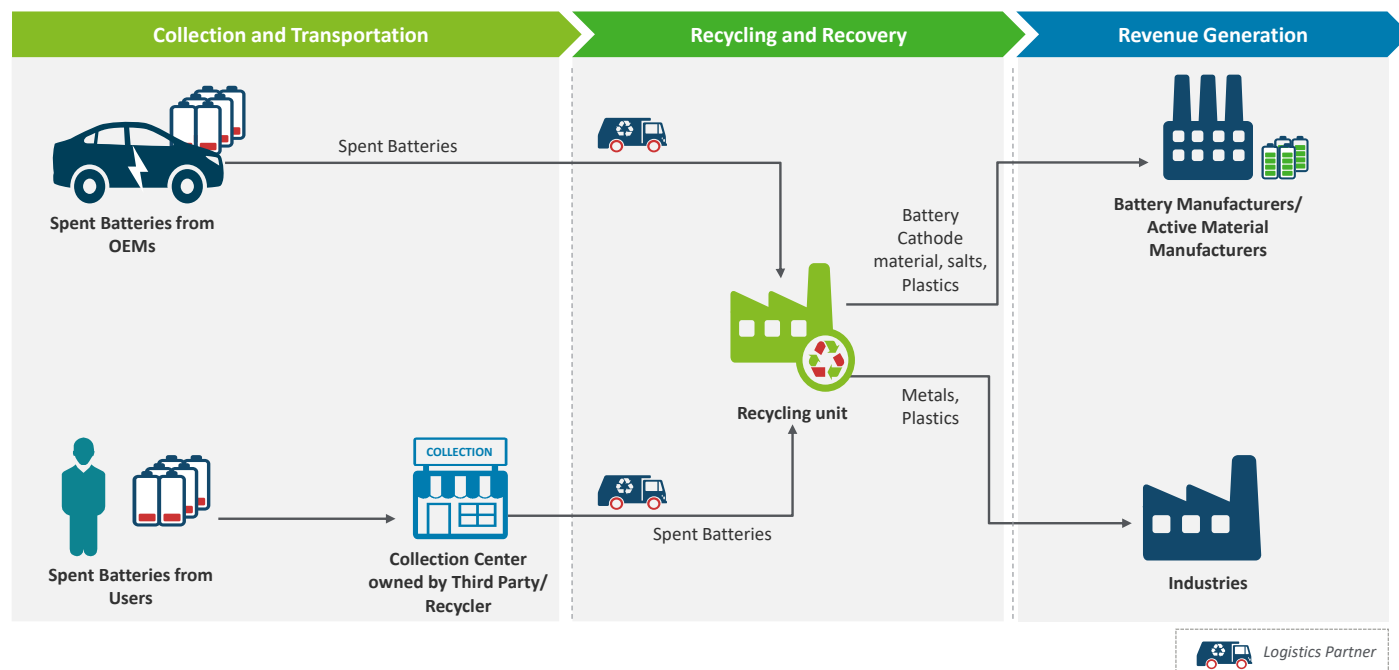 Collection and Transportation
Recycling and Recovery
Revenue Generation
Spent Batteries
Spent Batteries from
OEMs
Battery
Cathode
material, salts,
Plastics
Battery Manufacturers/
Active Material
Manufacturers
Recycling unit
Metals,
Plastics
COLLECTION
Spent Batteries
Spent Batteries from
Users
Collection Center
owned by Third Party/
Recycler
Industries
Logistics Partner